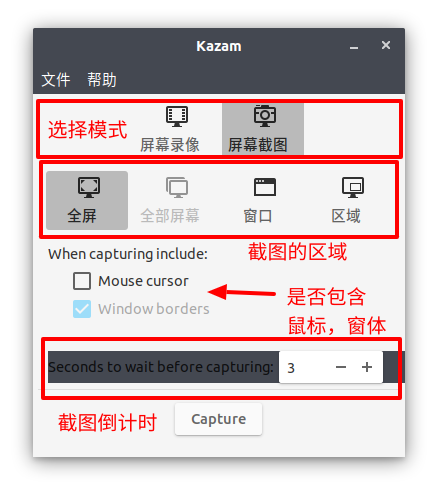 Kazam
文件 帮助
选择模式
屏幕录像 屏幕截图
全屏 全部屏幕 窗口 区域
When capturing include:
截图的区域
Mouse cursor
是否包含
Window borders
鼠标，窗体
Seconds to wait before capturing: 3 − +
截图倒计时
Capture